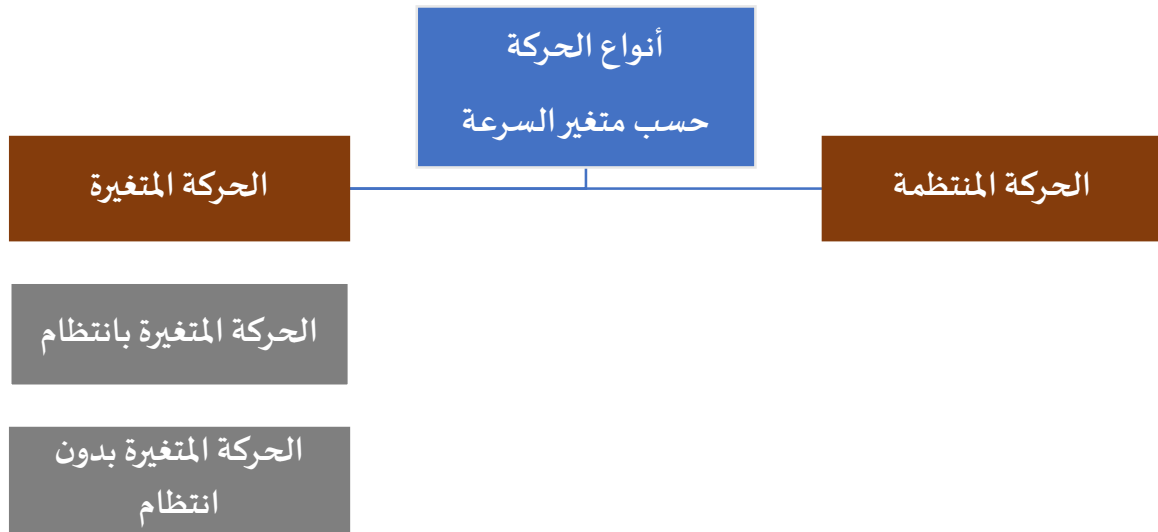 أنواع الحركة
حسب متغير السرعة
الحركة المنتظمة
الحركة المتغيرة
الحركة المتغيرة بانتظام
الحركة المتغيرة بدون
انتظام